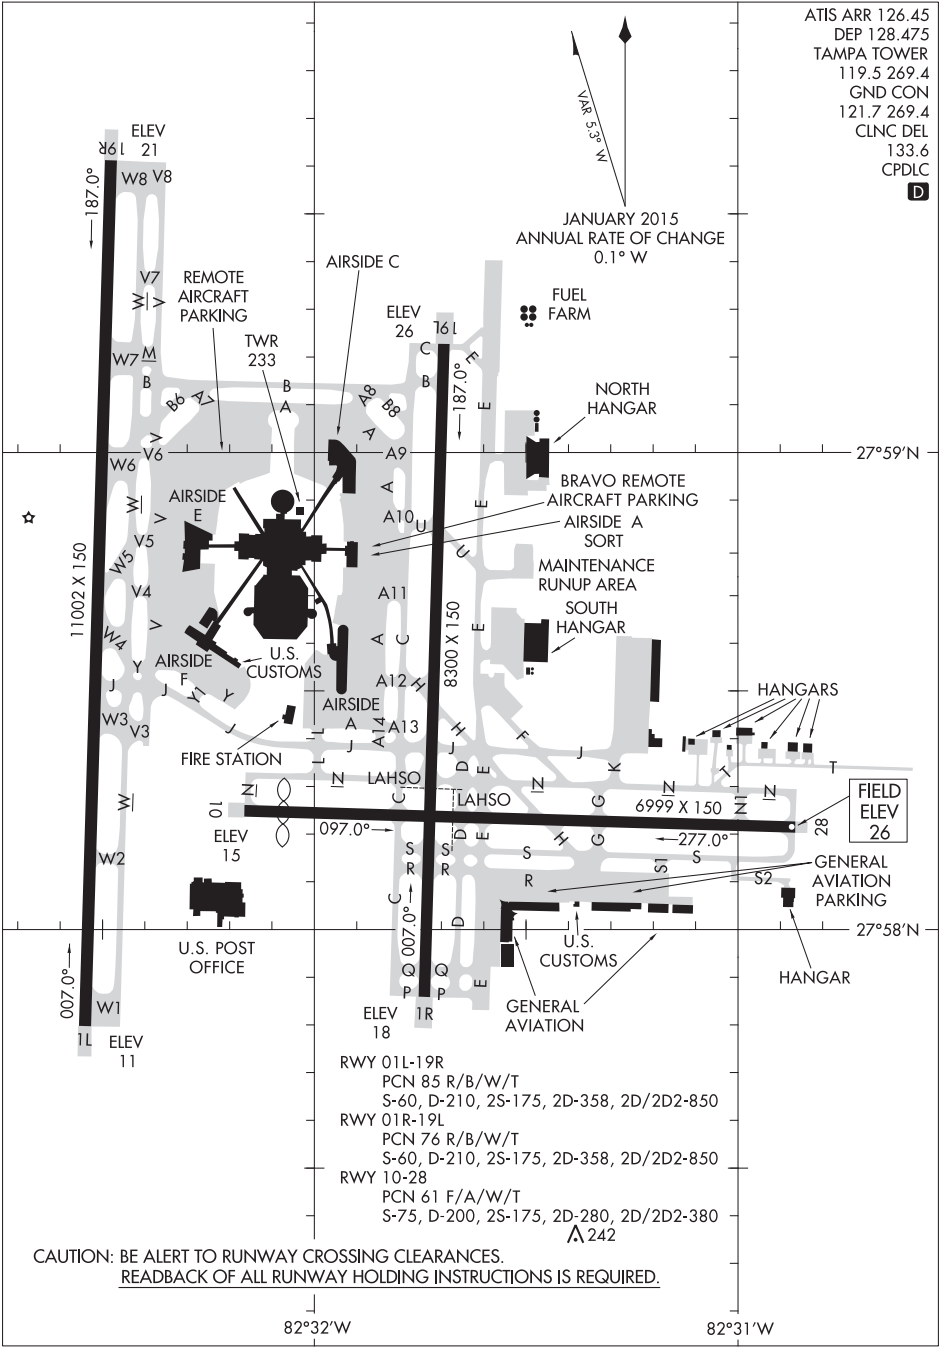 ATIS ARR 126.45
DEP 128.475
TAMPA TOWER
119.5 269.4
GND CON
121.7 269.4
CLNC DEL
133.6
CPDLC
D
VAR 5.3° W
JANUARY 2015
ANNUAL RATE OF CHANGE
0.1° W
ELEV
21
19R
W8 V8
187.0°
V7
W
V
REMOTE
AIRCRAFT
PARKING
AIRSIDE C
ELEV
26
19L
FUEL
FARM
TWR
233
W7
M
B
B
A
B6
A7
A8
B8
A
C
B
E
187.0°
E
NORTH
HANGAR
V
V6
W6
A9
27°59'N
W
V
AIRSIDE
E
A
A10
U
E
BRAVO REMOTE
AIRCRAFT PARKING
AIRSIDE A
SORT
V5
W5
U
MAINTENANCE
RUNUP AREA
11002 X 150
V4
A11
8300 X 150
SOUTH
HANGAR
V
W4
A
C
E
Y
AIRSIDE
F
U.S.
CUSTOMS
J
J
Y1
Y
A12
H
HANGARS
W3
V3
J
FIRE STATION
AIRSIDE
A
L
L
J
A14
A13
H
J
F
J
D
E
K
T
T
N
N
LAHSO
LAHSO
N
N
N1
N
W
10
C
G
6999 X 150
FIELD
ELEV
26
28
ELEV
15
097.0°
D
E
H
G
277.0°
W2
S
R
S
R
S
R
S1
S
S2
GENERAL
AVIATION
PARKING
C
007.0°
D
U.S. POST
OFFICE
U.S.
CUSTOMS
27°58'N
HANGAR
007.0°
Q
P
Q
P
E
GENERAL
AVIATION
W1
1L
ELEV
11
ELEV
18
1R
RWY 01L-19R
PCN 85 R/B/W/T
S-60, D-210, 2S-175, 2D-358, 2D/2D2-850
RWY 01R-19L
PCN 76 R/B/W/T
S-60, D-210, 2S-175, 2D-358, 2D/2D2-850
RWY 10-28
PCN 61 F/A/W/T
S-75, D-200, 2S-175, 2D-280, 2D/2D2-380
242
CAUTION: BE ALERT TO RUNWAY CROSSING CLEARANCES.
READBACK OF ALL RUNWAY HOLDING INSTRUCTIONS IS REQUIRED.
82°32'W
82°31'W